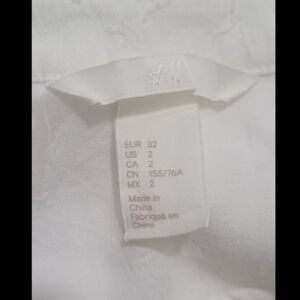 H&M
EUR 32
US 2
CA 2
CN 155/76A
MX 2
Made in
China
Fabriqué en
Chine